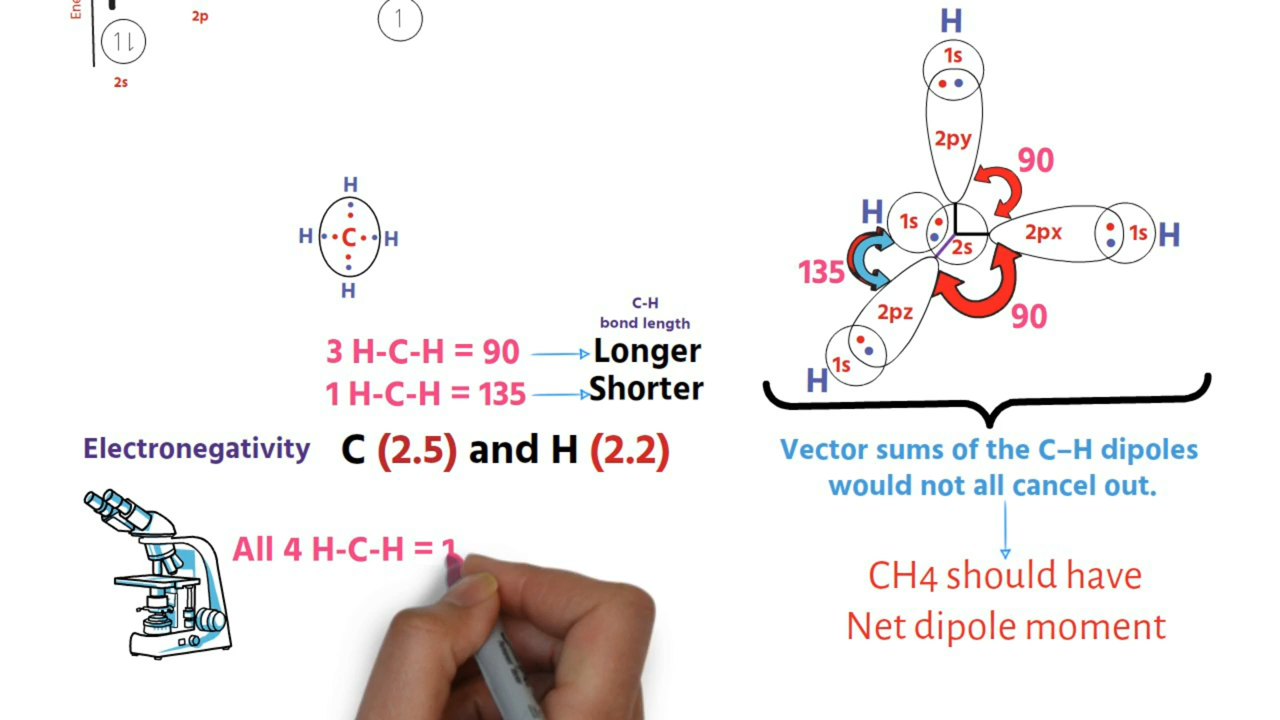 2p
1
1L
2s
H
H C H
H
C-H
bond length
3 H-C-H = 90 Longer
1 H-C-H = 135 Shorter
Electronegativity C (2.5) and H (2.2)
All 4 H-C-H = 1
H
1s
2py
90
H 1s 2s 2px 1s H
135
2pz
90
1s
H
Vector sums of the C–H dipoles
would not all cancel out.
CH4 should have
Net dipole moment